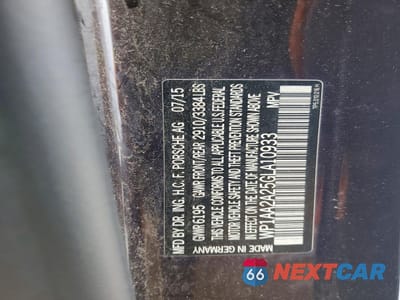 MFD BY DR. ING. H.C. F. PORSCHE AG 07/15
GVWR 6195 GAWR FRONT/REAR 2910/3384 LBS
THIS VEHICLE CONFORMS TO ALL APPLICABLE U.S. FEDERAL
MOTOR VEHICLE SAFETY AND THEFT PREVENTION STANDARDS
IN EFFECT ON THE DATE OF MANUFACTURE SHOWN ABOVE
WP1AA2A25GLA10933 MPV
MADE IN GERMANY
66 NEXTCAR